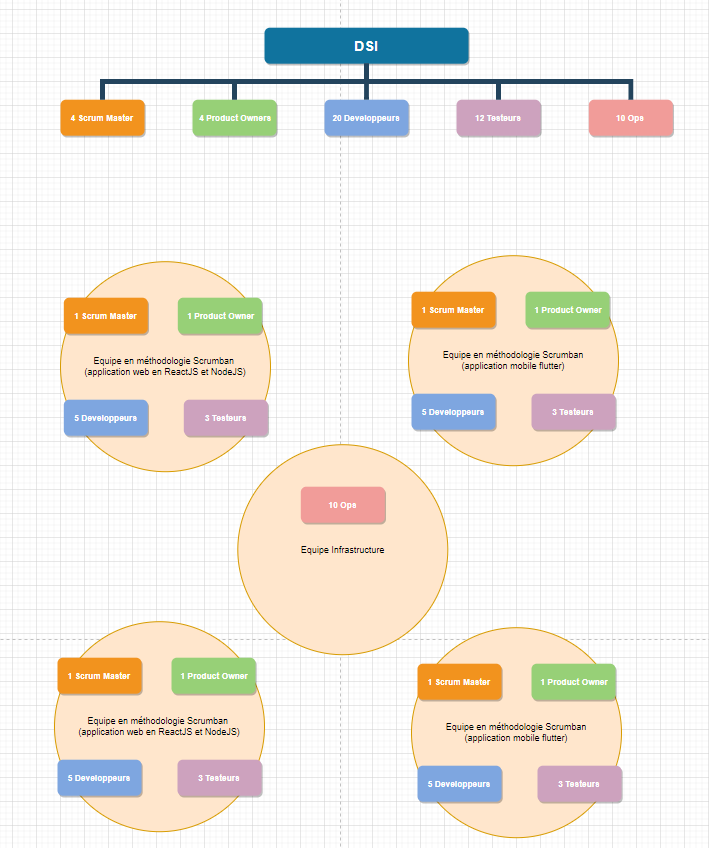 DSI
4 Scrum Master
4 Product Owners
20 Developpeurs
12 Testeurs
10 Ops
1 Scrum Master
1 Product Owner
Equipe en méthodologie Scrumban
(application web en ReactJS et NodeJS)
5 Developpeurs
3 Testeurs
1 Scrum Master
1 Product Owner
Equipe en méthodologie Scrumban
(application mobile flutter)
5 Developpeurs
3 Testeurs
10 Ops
Equipe Infrastructure
1 Scrum Master
1 Product Owner
Equipe en méthodologie Scrumban
(application web en ReactJS et NodeJS)
5 Developpeurs
3 Testeurs
1 Scrum Master
1 Product Owner
Equipe en méthodologie Scrumban
(application mobile flutter)
5 Developpeurs
3 Testeurs